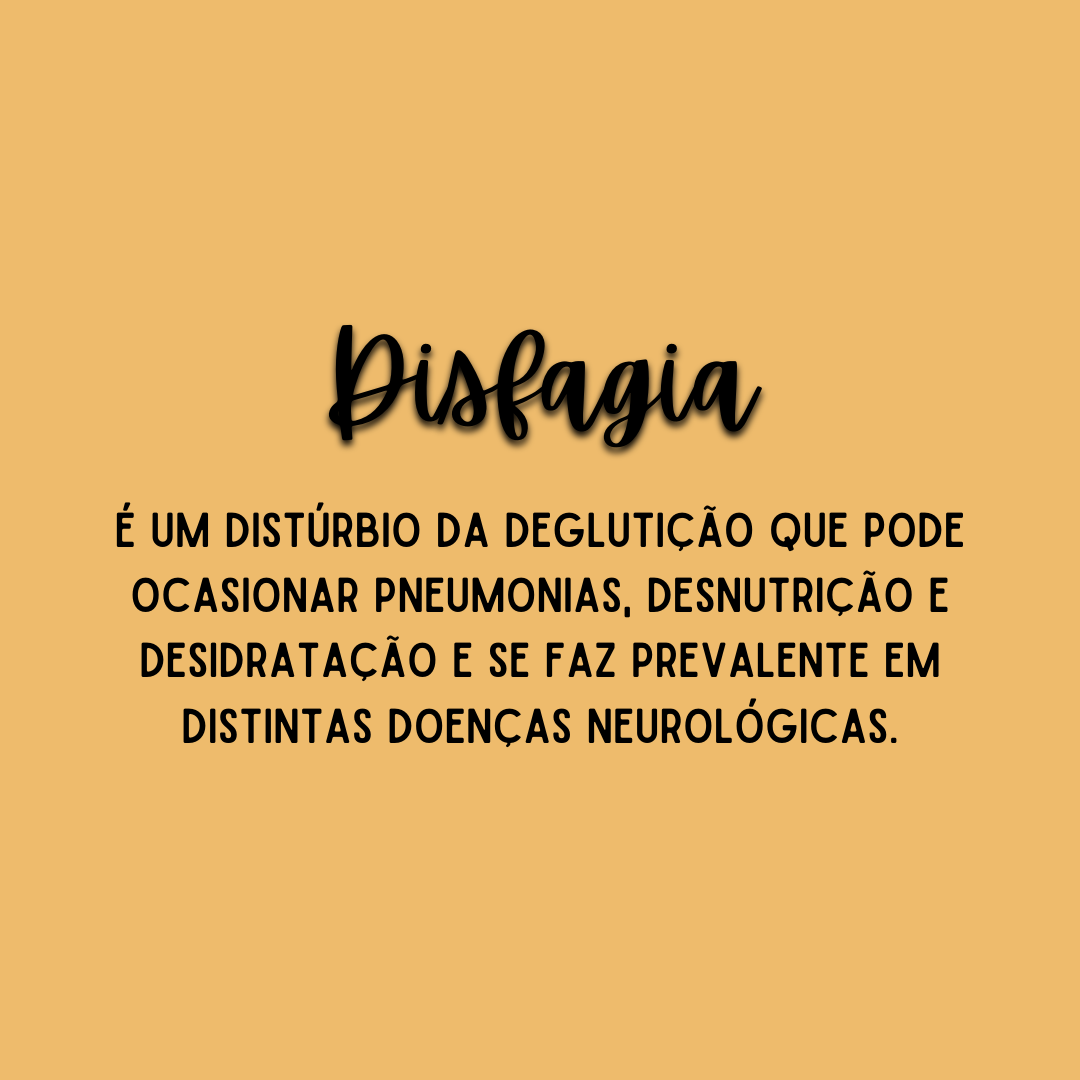 Disfagia
É UM DISTÚRBIO DA DEGLUTIÇÃO QUE PODE
OCASIONAR PNEUMONIAS, DESNUTRIÇÃO E
DESIDRATAÇÃO E SE FAZ PREVALENTE EM
DISTINTAS DOENÇAS NEUROLÓGICAS.